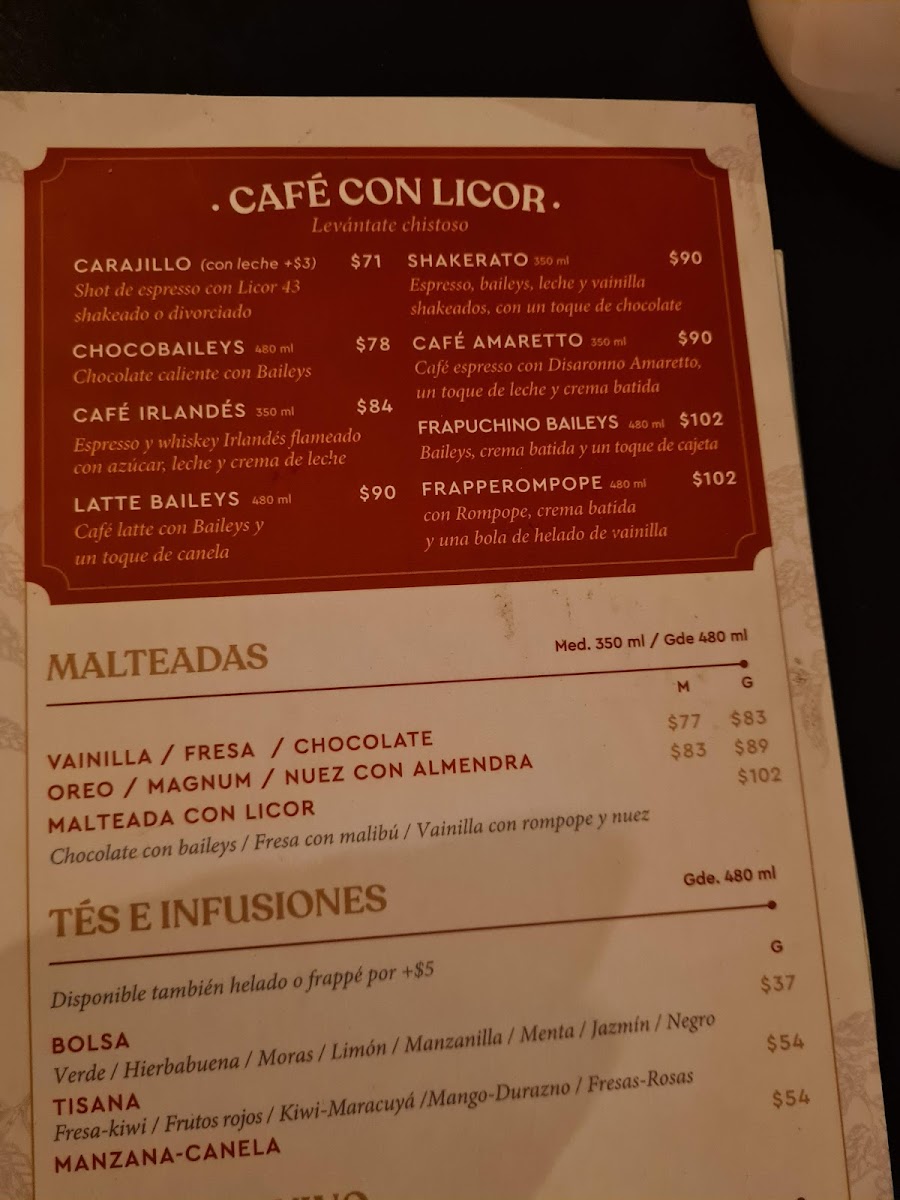 . CAFÉ CON LICOR .
Levántate chistoso
CARAJILLO (con leche +$3) $71
Shot de espresso con Licor 43
shakeado o divorciado
CHOCOBAILEYS 480 ml $78
Chocolate caliente con Baileys
CAFÉ IRLANDÉS 350 ml $84
Espresso y whiskey Irlandés flameado
con azúcar, leche y crema de leche
LATTE BAILEYS 480 ml $90
Café latte con Baileys y
un toque de canela
SHAKERATO 350 ml $90
Espresso, baileys, leche y vainilla
shakeados, con un toque de chocolate
CAFÉ AMARETTO 350 ml $90
Café espresso con Disaronno Amaretto,
un toque de leche y crema batida
FRAPUCHINO BAILEYS 480 ml $102
Baileys, crema batida y un toque de cajeta
FRAPPEROMPOPE 480 ml $102
con Rompope, crema batida
y una bola de helado de vainilla
MALTEADAS Med. 350 ml / Gde 480 ml
M G
VAINILLA / FRESA / CHOCOLATE $77 $83
OREO / MAGNUM / NUEZ CON ALMENDRA $83 $89
MALTEADA CON LICOR $102
Chocolate con baileys / Fresa con malibú / Vainilla con rompope y nuez
TÉS E INFUSIONES Gde. 480 ml
G
Disponible también helado o frappé por +$5
BOLSA $37
Verde / Hierbabuena / Moras / Limón / Manzanilla / Menta / Jazmín / Negro
TISANA $54
Fresa-kiwi / Frutos rojos / Kiwi-Maracuyá /Mango-Durazno / Fresas-Rosas
MANZANA-CANELA $54